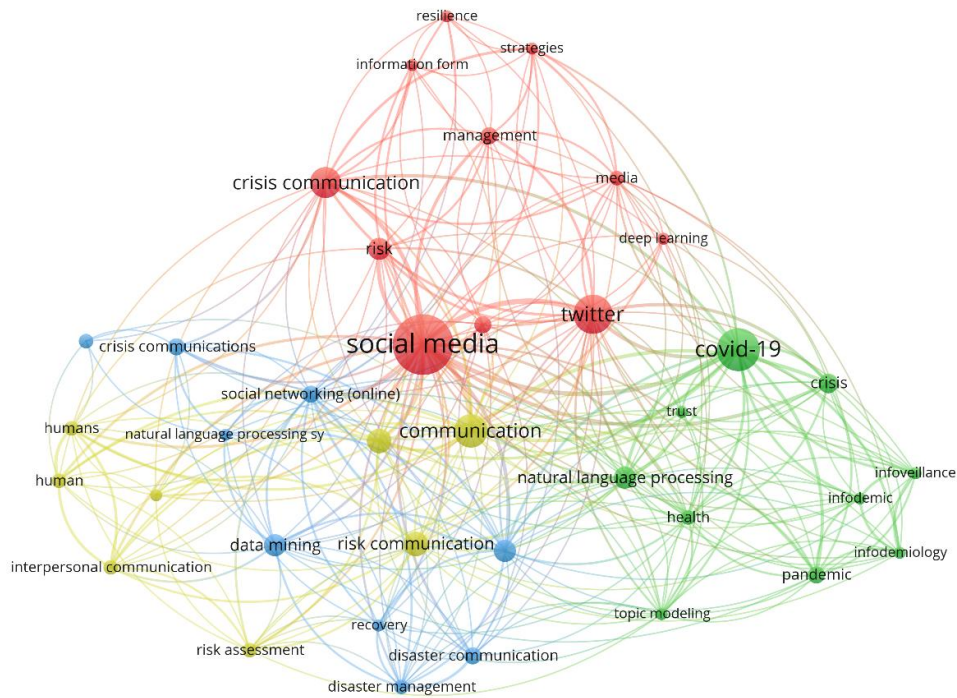 resilience
strategies
information form
management
media
crisis communication
deep learning
risk
twitter
social media
covid-19
crisis communications
crisis
social networking (online)
trust
humans
natural language processing sy
communication
human
natural language processing
infoveillance
infodemic
health
data mining
risk communication
infodemiology
interpersonal communication
pandemic
topic modeling
recovery
risk assessment
disaster communication
disaster management